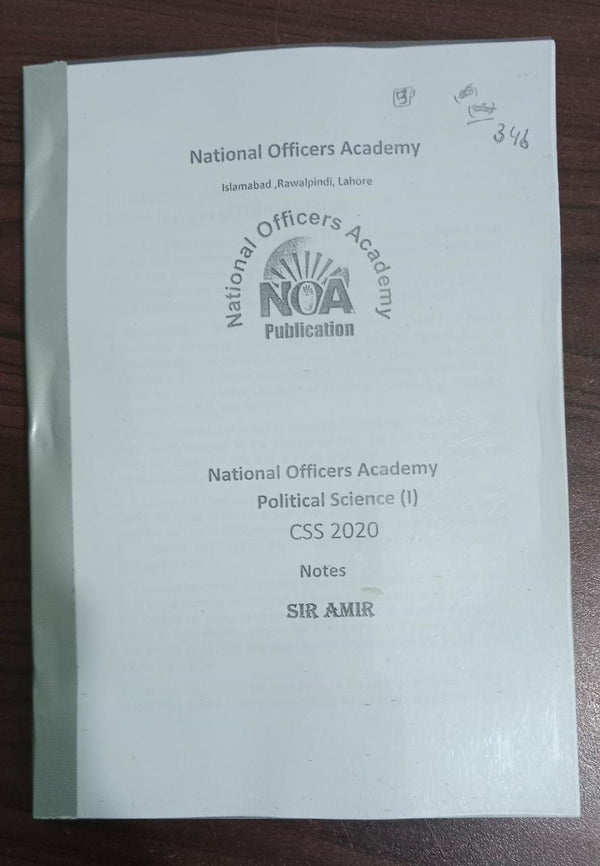 3
346
National Officers Academy
Islamabad ,Rawalpindi, Lahore
National Officers Academy
NOA
Publication
National Officers Academy
Political Science (I)
CSS 2020
Notes
SIR AMIR